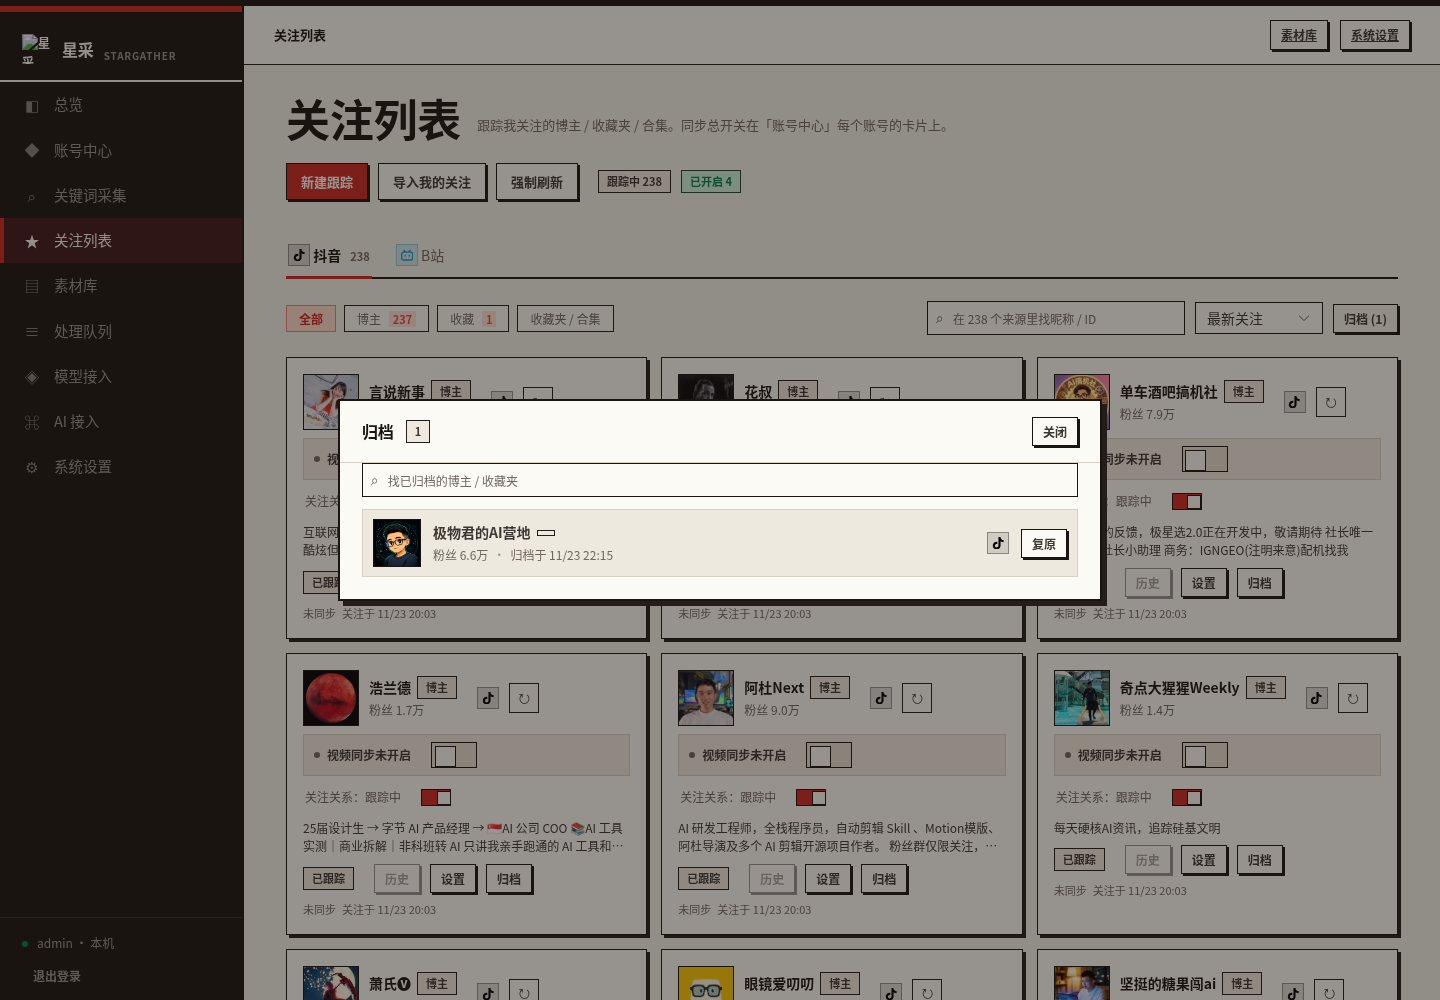 星采
星采 STARGATHER
总览
账号中心
关键词采集
关注列表
素材库
处理队列
模型接入
AI 接入
系统设置
admin · 本机
退出登录
关注列表
素材库
系统设置
关注列表
跟踪我关注的博主 / 收藏夹 / 合集。同步总开关在「账号中心」每个账号的卡片上。
新建跟踪
导入我的关注
强制刷新
跟踪中 238
已开启 4
抖音 238
B站
全部
博主 237
收藏 1
收藏夹 / 合集
在 238 个来源里找昵称 / ID
最新关注
归档 (1)
言说新事 博主
花叔 博主
单车酒吧搞机社 博主
粉丝 7.9万
归档 1
关闭
找已归档的博主 / 收藏夹
极物君的AI营地
粉丝 6.6万 · 归档于 11/23 22:15
复原
同步未开启
跟踪中
的反馈，极星选2.0正在开发中，敬请期待 社长唯一
社长小助理 商务：IGNGEO(注明来意)配机找我
历史
设置
归档
未同步 关注于 11/23 20:03
未同步 关注于 11/23 20:03
未同步 关注于 11/23 20:03
浩兰德 博主
粉丝 1.7万
视频同步未开启
关注关系：跟踪中
25届设计生 → 字节 AI 产品经理 → 🇸🇬AI 公司 COO 📚AI 工具
实测｜商业拆解｜非科班转 AI 只讲我亲手跑通的 AI 工具和…
已跟踪
历史
设置
归档
未同步 关注于 11/23 20:03
阿杜Next 博主
粉丝 9.0万
视频同步未开启
关注关系：跟踪中
AI 研发工程师，全栈程序员，自动剪辑 Skill 、Motion模版、
阿杜导演及多个 AI 剪辑开源项目作者。 粉丝群仅限关注，…
已跟踪
历史
设置
归档
未同步 关注于 11/23 20:03
奇点大猩猩Weekly 博主
粉丝 1.4万
视频同步未开启
关注关系：跟踪中
每天硬核AI资讯，追踪硅基文明
已跟踪
历史
设置
归档
未同步 关注于 11/23 20:03
萧氏V 博主
眼镜爱叨叨 博主
坚挺的糖果闯ai 博主